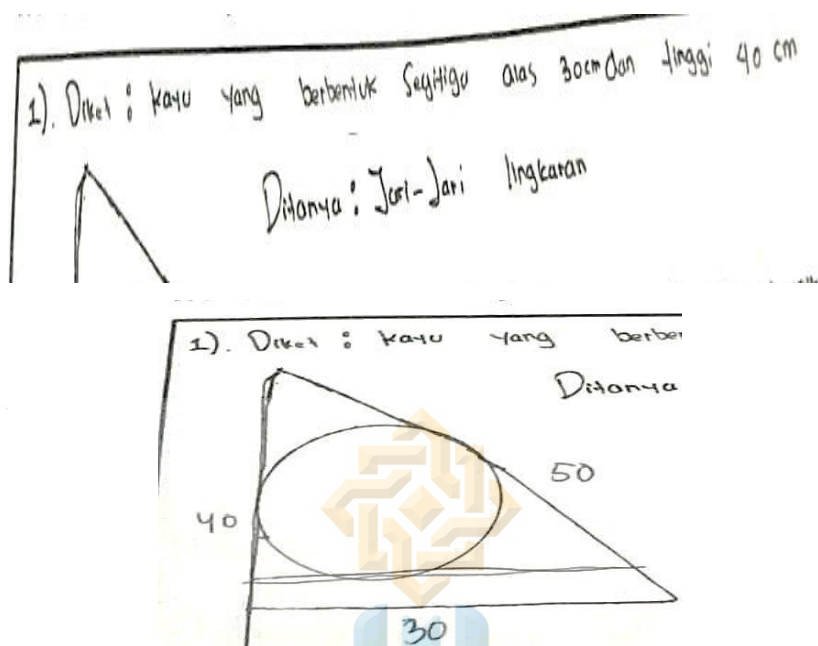 1). Diket : kayu yang berbentuk Segitiga alas 30cm dan tinggi 40 cm
Ditanya : Jari-Jari lingkaran
1). Diket : kayu yang berben
Ditanya
50
40
30